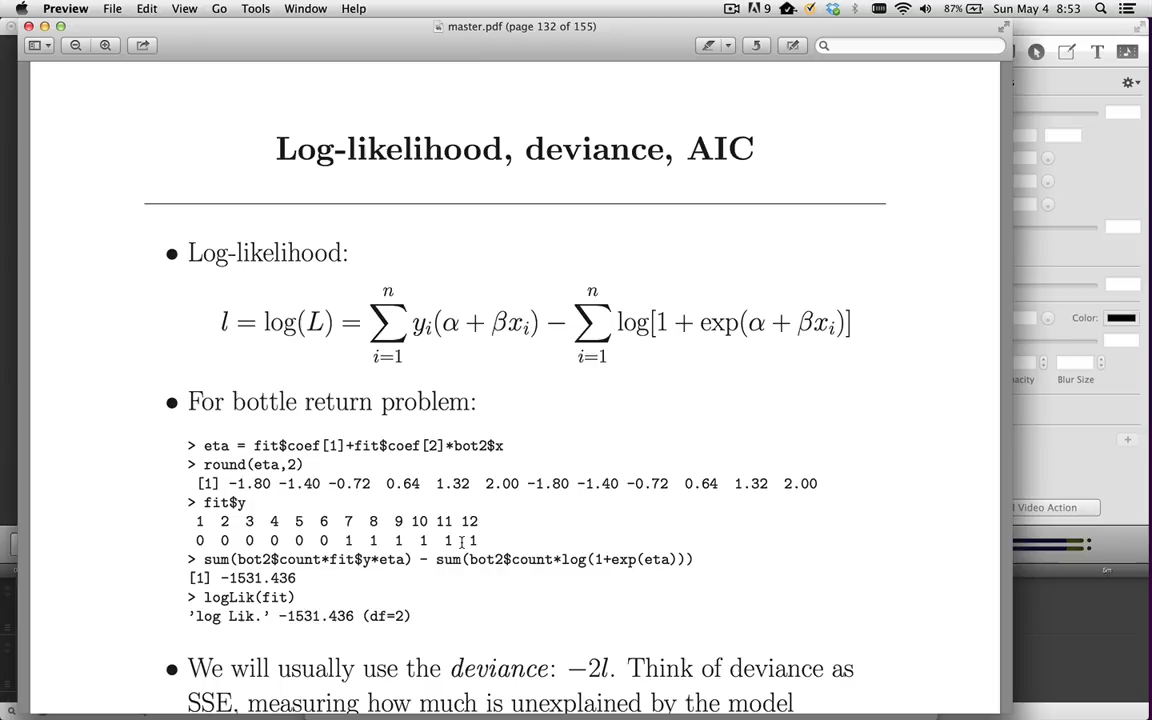 Preview File Edit View Go Tools Window Help 9 87% Sun May 4 8:53
master.pdf (page 132 of 155)
T
Log-likelihood, deviance, AIC
• Log-likelihood:
l = log(L) = ∑_{i=1}^{n} y_i(α + βx_i) − ∑_{i=1}^{n} log[1 + exp(α + βx_i)]
Color:
pacity Blur Size
• For bottle return problem:
> eta = fit$coef[1]+fit$coef[2]*bot2$x
> round(eta,2)
[1] -1.80 -1.40 -0.72 0.64 1.32 2.00 -1.80 -1.40 -0.72 0.64 1.32 2.00
> fit$y
1 2 3 4 5 6 7 8 9 10 11 12
0 0 0 0 0 0 1 1 1 1 1 1
> sum(bot2$count*fit$y*eta) - sum(bot2$count*log(1+exp(eta)))
[1] -1531.436
> logLik(fit)
'log Lik.' -1531.436 (df=2)
d Video Action
• We will usually use the deviance: −2l. Think of deviance as
SSE, measuring how much is unexplained by the model